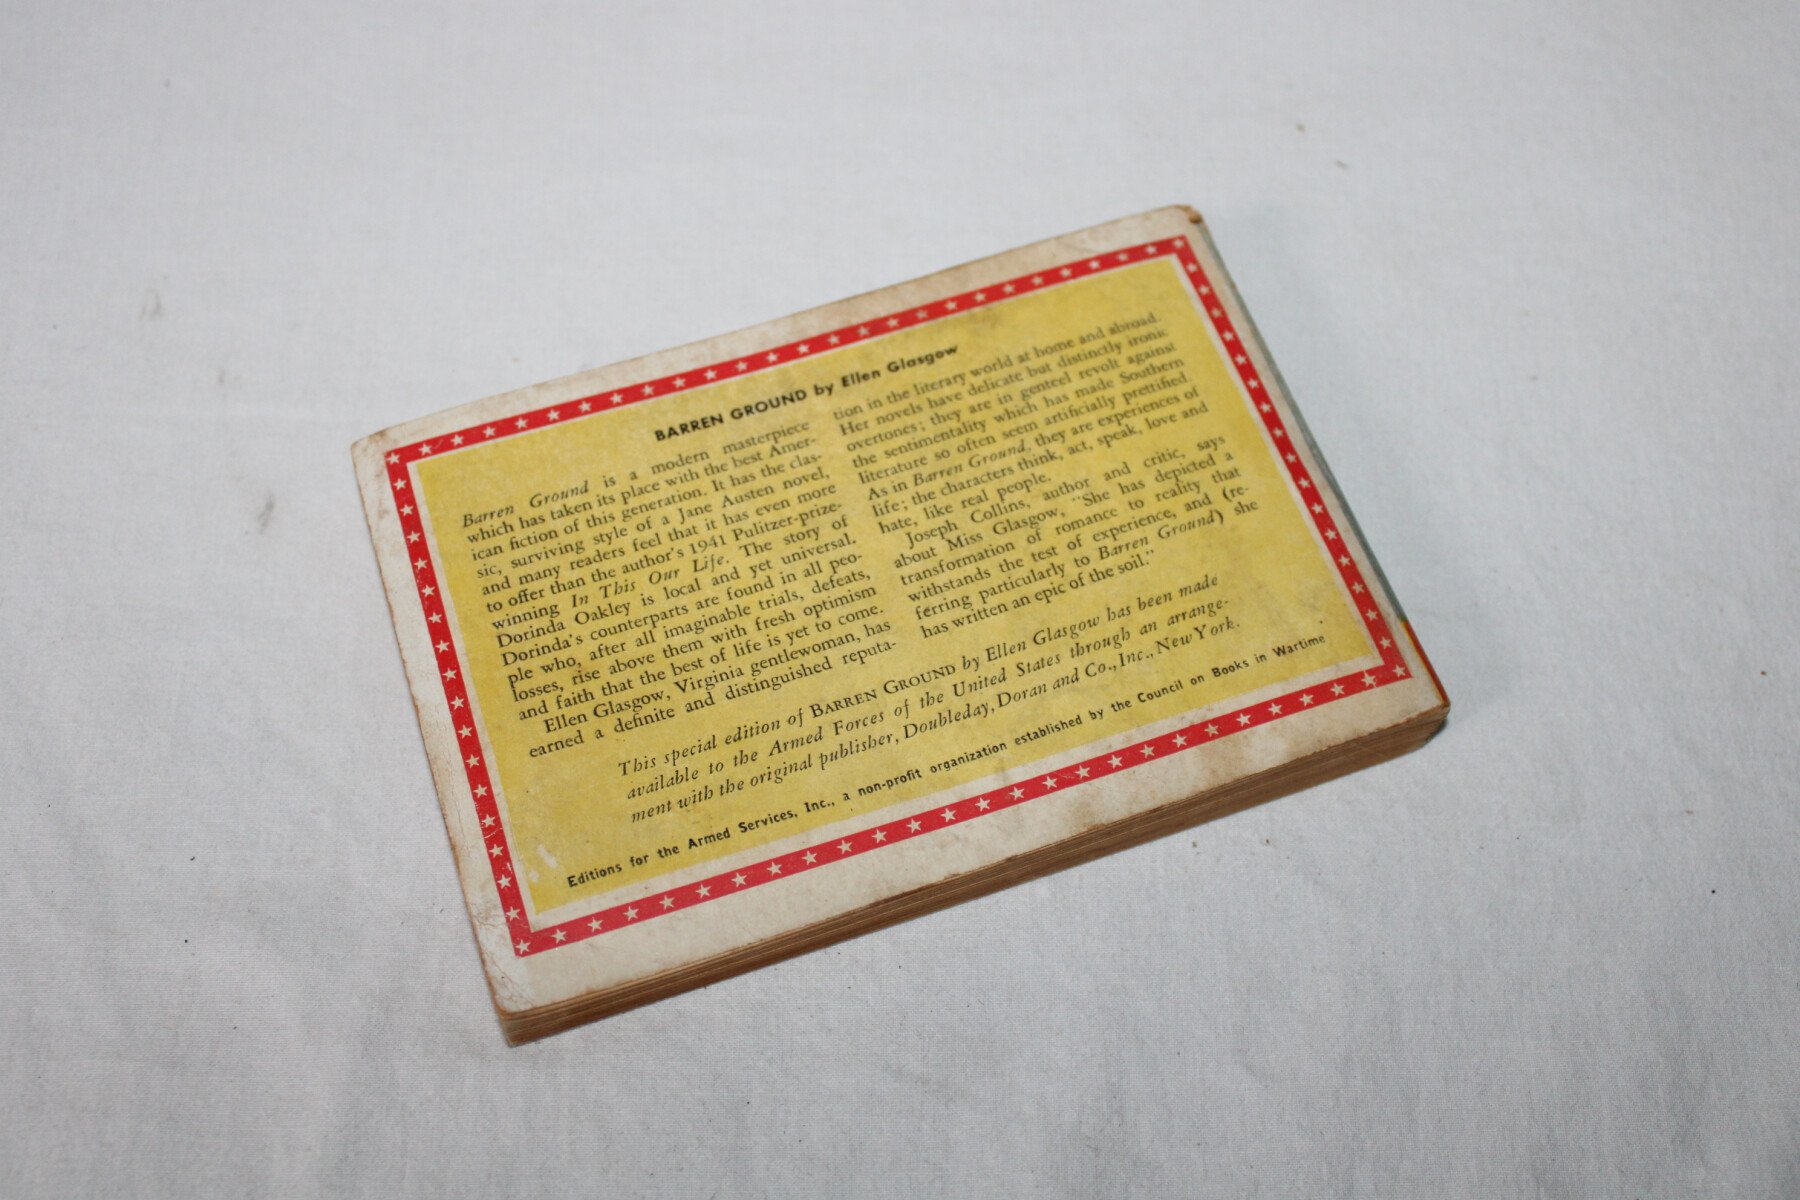 BARREN GROUND by Ellen Glasgow
Barren Ground is a modern masterpiece
which has taken its place with the best Amer-
ican fiction of this generation. It has the clas-
sic, surviving style of a Jane Austen novel,
and many readers feel that it has even more
to offer than the author's 1941 Pulitzer-prize-
winning In This Our Life. The story of
Dorinda Oakley is local and yet universal.
Dorinda's counterparts are found in all peo-
ple who, after all imaginable trials, defeats,
losses, rise above them with fresh optimism
and faith that the best of life is yet to come.
Ellen Glasgow, Virginia gentlewoman, has
earned a definite and distinguished reputa-
tion in the literary world at home and abroad.
Her novels have delicate but distinctly ironic
overtones; they are in genteel revolt against
the sentimentality which has made Southern
literature so often seem artificially prettified.
As in Barren Ground, they are experiences of
life; the characters think, act, speak, love and
hate, like real people.
Joseph Collins, author and critic, says
about Miss Glasgow, "She has depicted a
transformation of romance to reality that
withstands the test of experience, and (re-
ferring particularly to Barren Ground) she
has written an epic of the soil."
This special edition of BARREN GROUND by Ellen Glasgow has been made
available to the Armed Forces of the United States through an arrange-
ment with the original publisher, Doubleday, Doran and Co., Inc., New York.
Editions for the Armed Services, Inc., a non-profit organization established by the Council on Books in Wartime